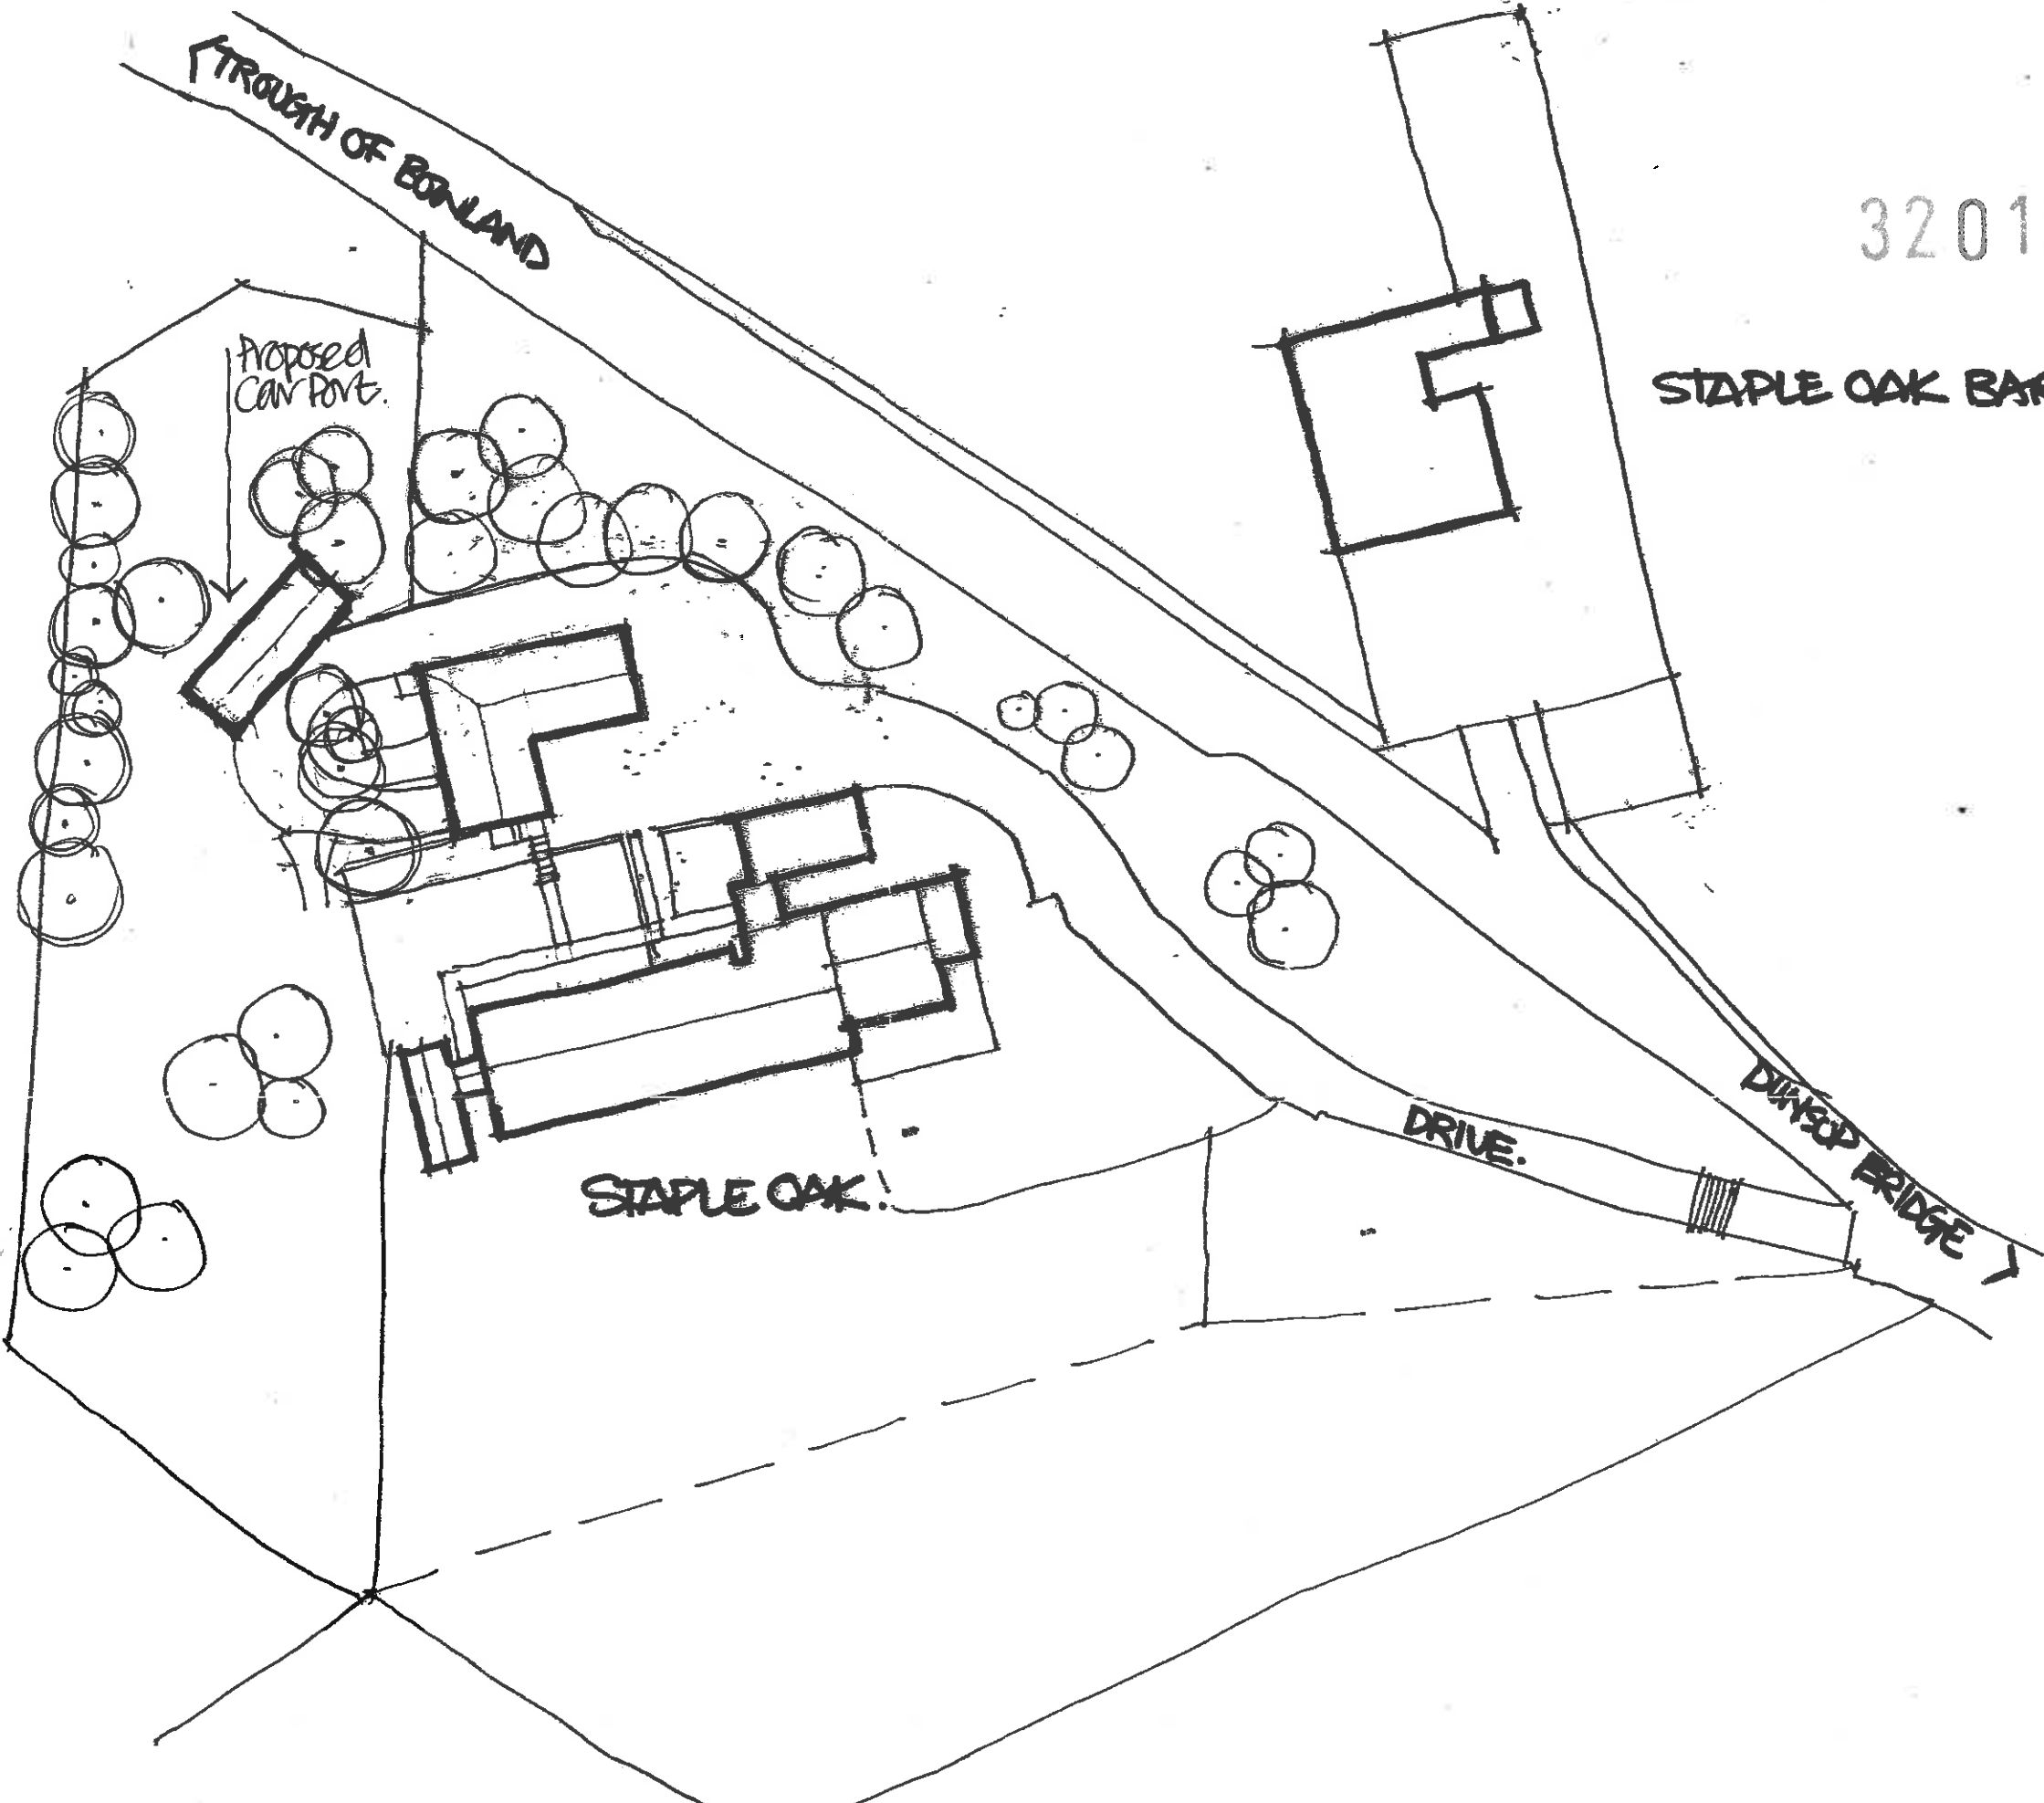 TROUGH OF BOWLAND
3201
Proposed
Car Port.
STAPLE OAK BAR
STAPLE OAK.
DRIVE.
DUNSOP BRIDGE